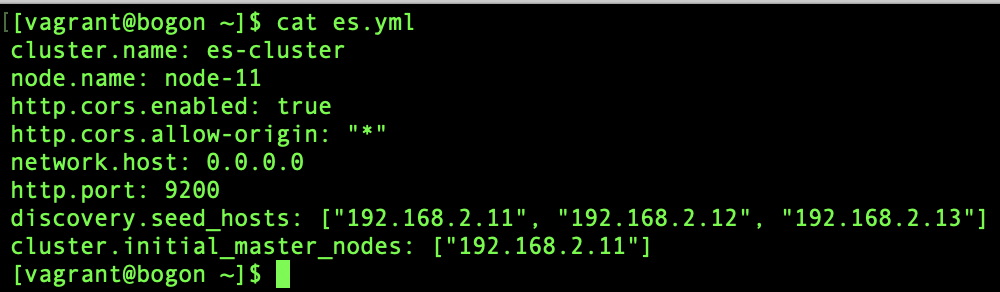 [[vagrant@bogon ~]$ cat es.yml
cluster.name: es-cluster
node.name: node-11
http.cors.enabled: true
http.cors.allow-origin: "*"
network.host: 0.0.0.0
http.port: 9200
discovery.seed_hosts: ["192.168.2.11", "192.168.2.12", "192.168.2.13"]
cluster.initial_master_nodes: ["192.168.2.11"]
[vagrant@bogon ~]$